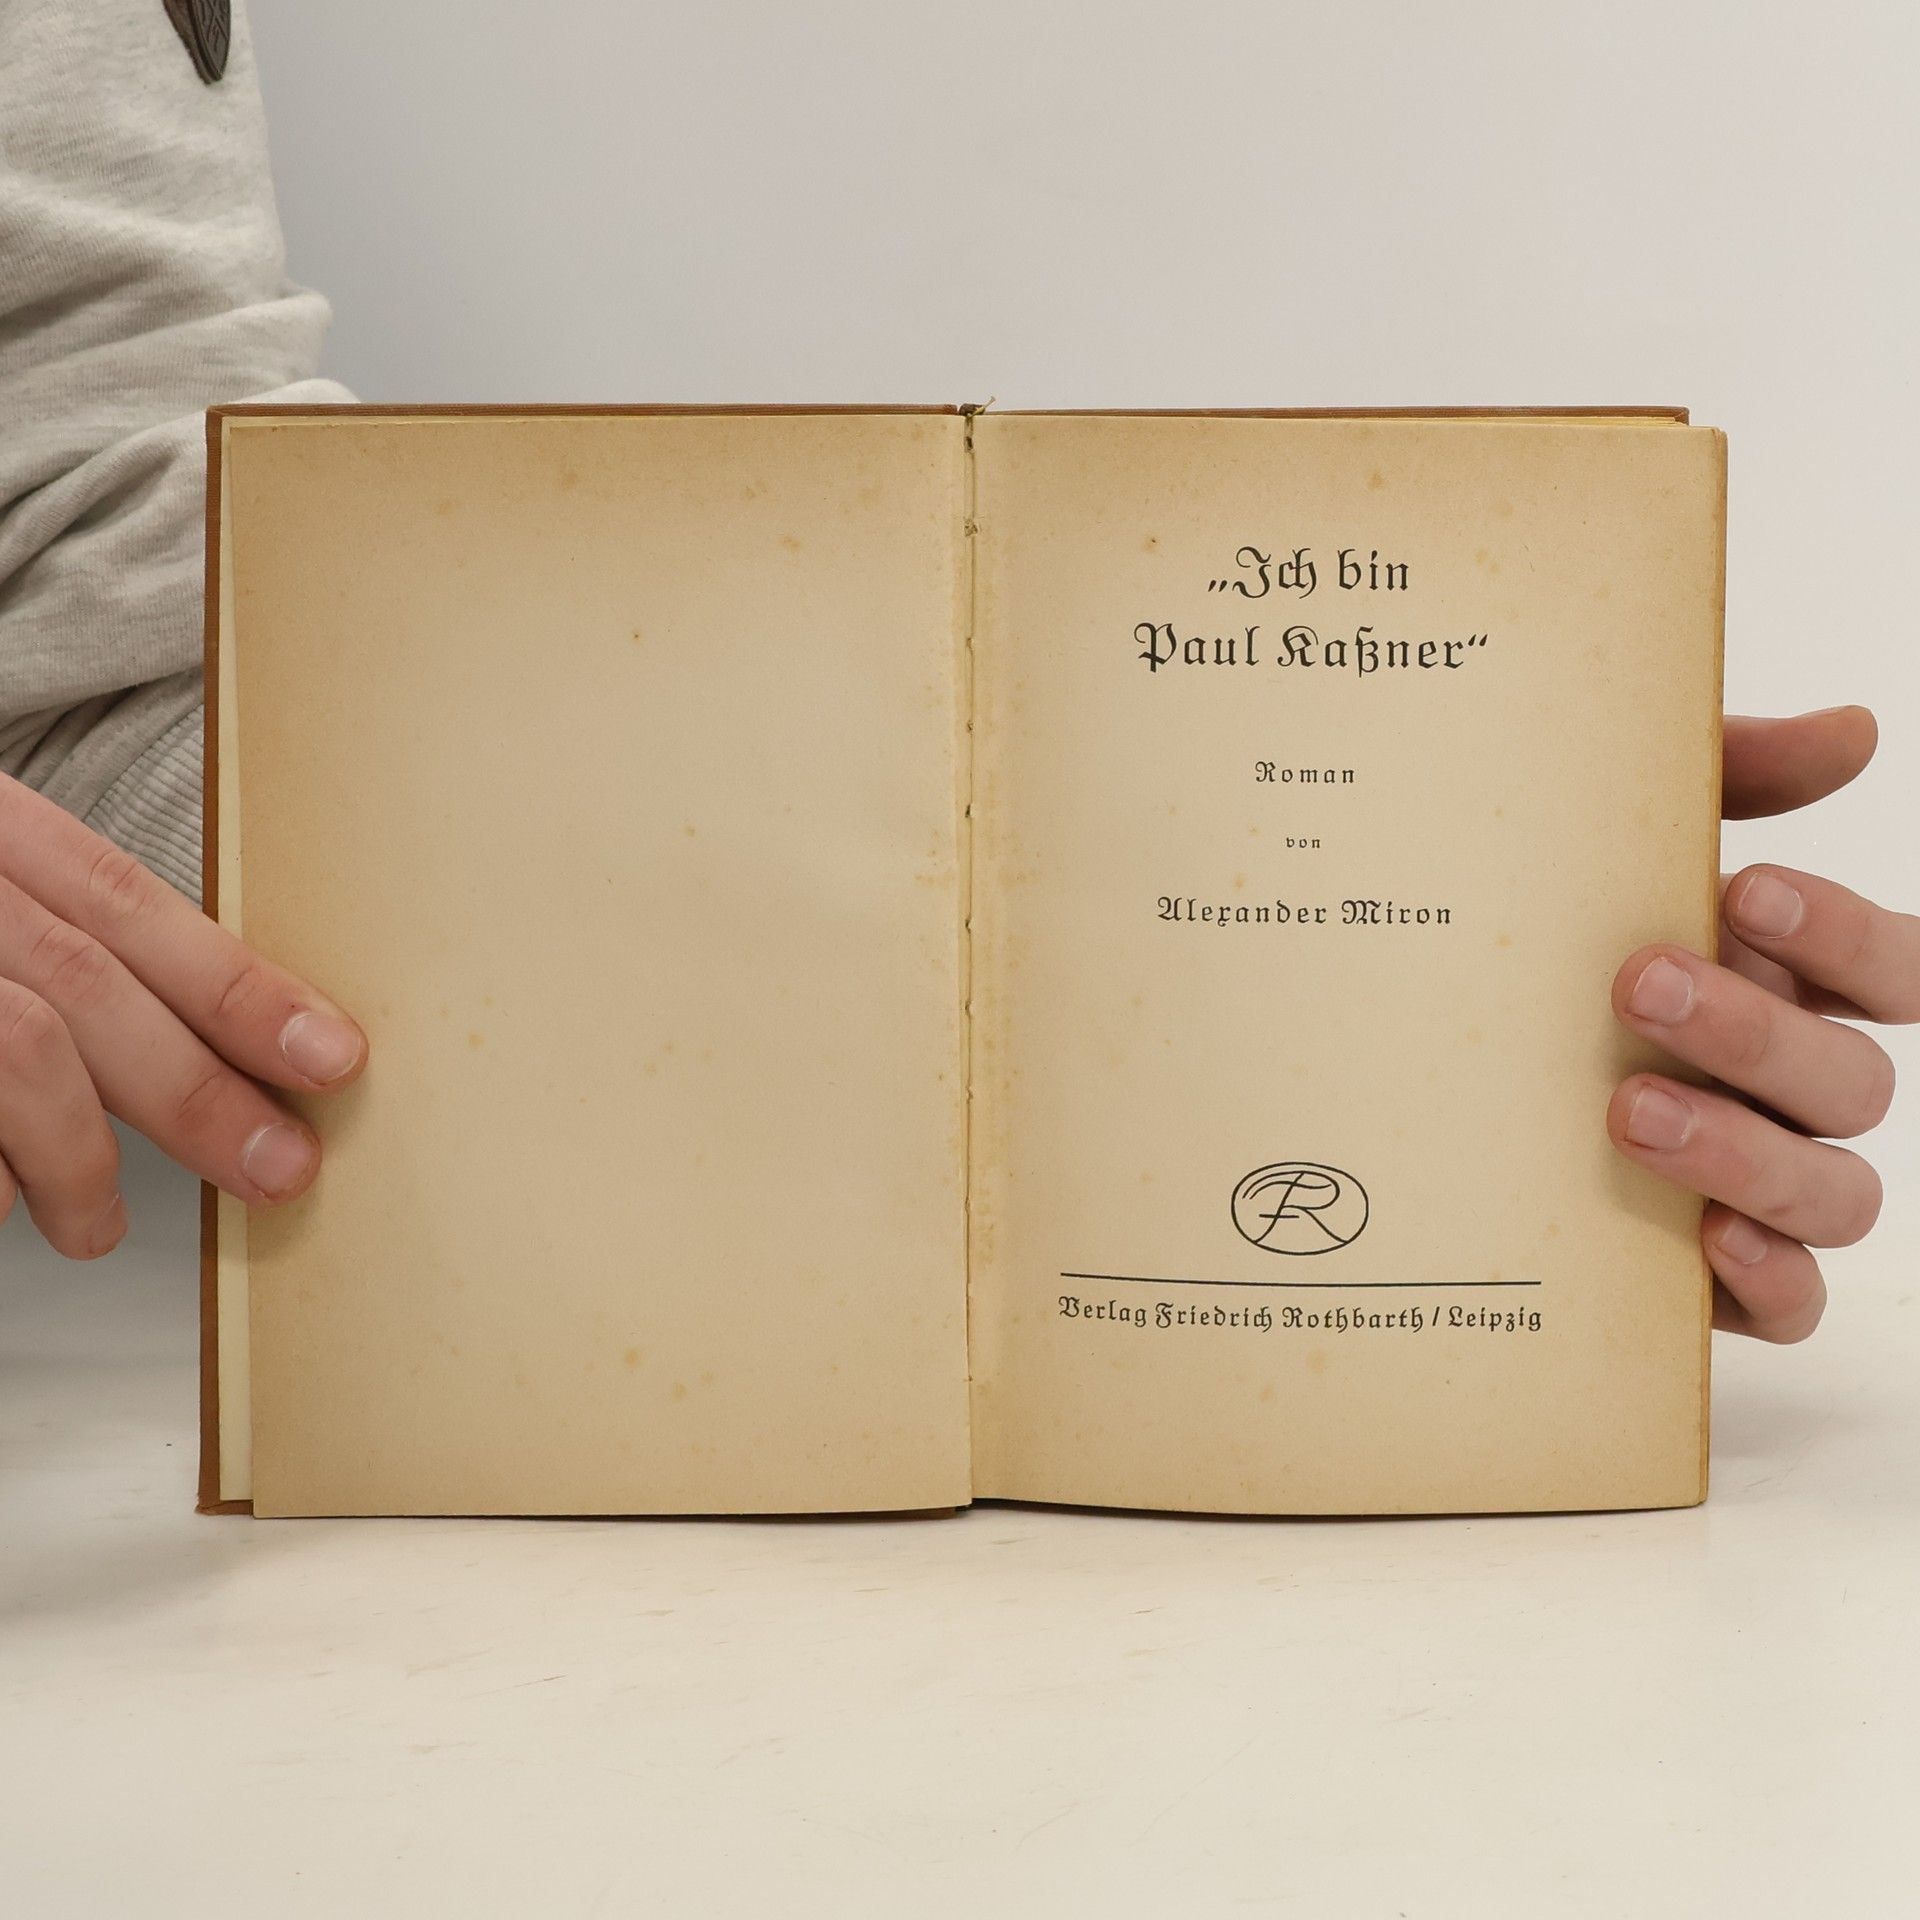 „Ich bin
Paul Kaßner“
Roman
von
Alexander Miron
FR
Verlag Friedrich Rothbarth / Leipzig